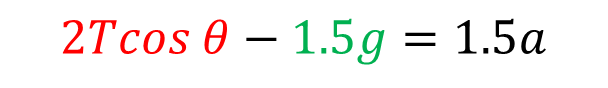 2Tcos θ − 1.5g = 1.5a